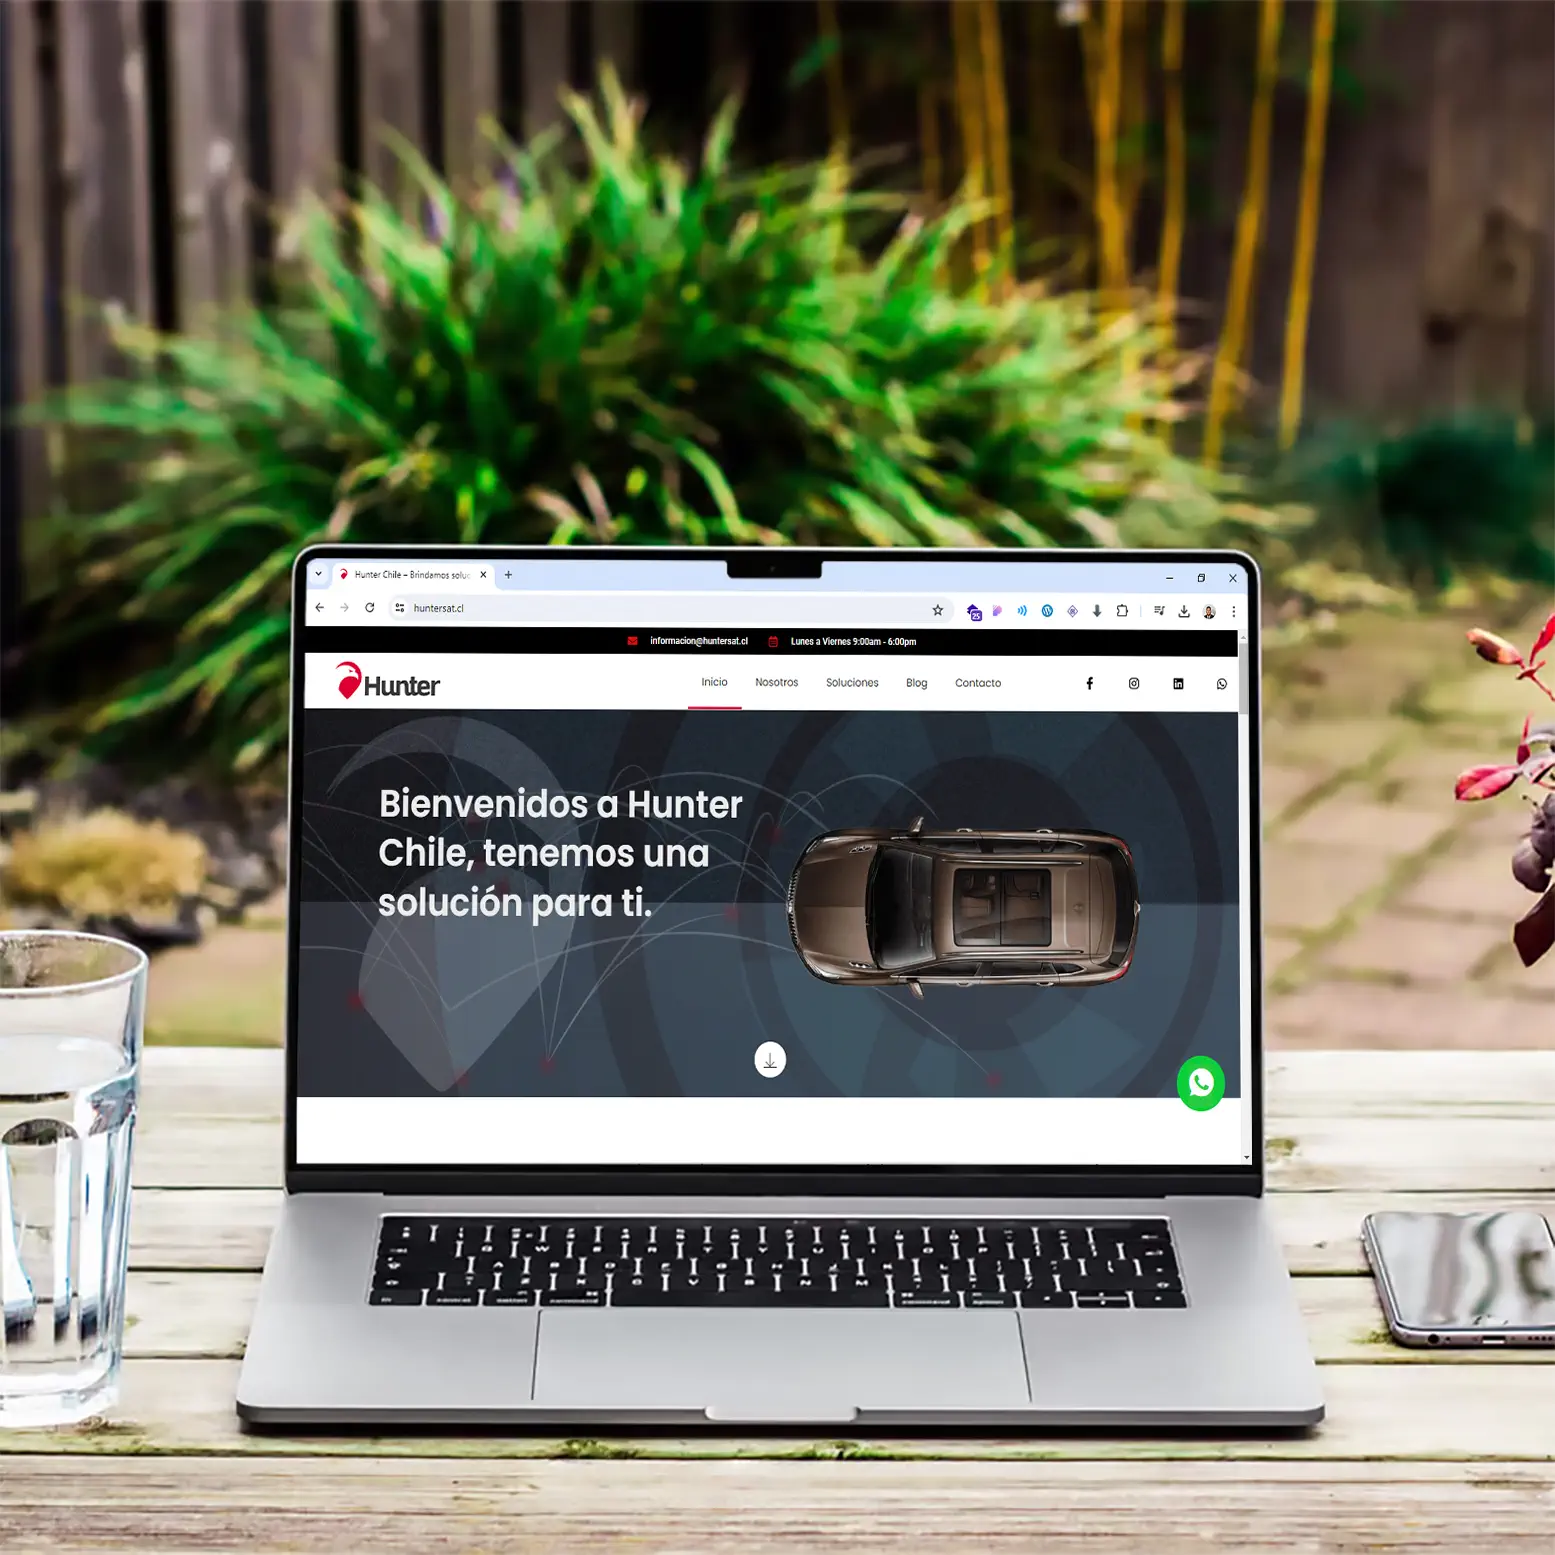 Hunter Chile – Brindamos soluc
huntersat.cl
25
informacion@huntersat.cl Lunes a Viernes 9:00am - 6:00pm
Hunter Inicio Nosotros Soluciones Blog Contacto
Bienvenidos a Hunter
Chile, tenemos una
solución para ti.